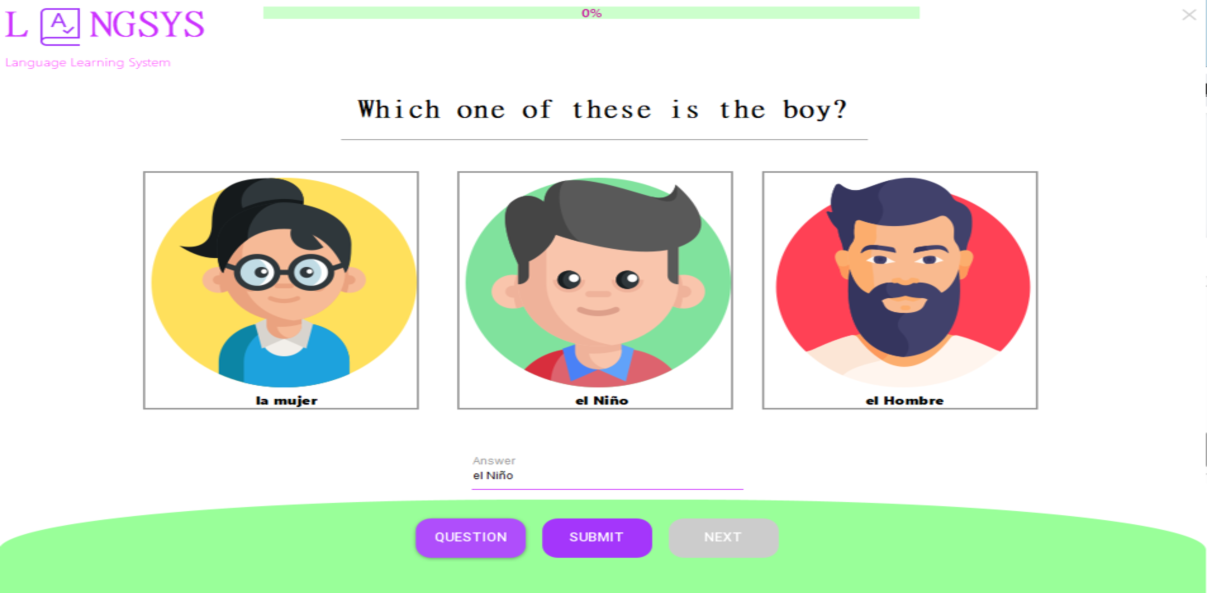 0%
L A NGSYS
Language Learning System
Which one of these is the boy?
la mujer
el Niño
el Hombre
Answer
el Niño
QUESTION
SUBMIT
NEXT